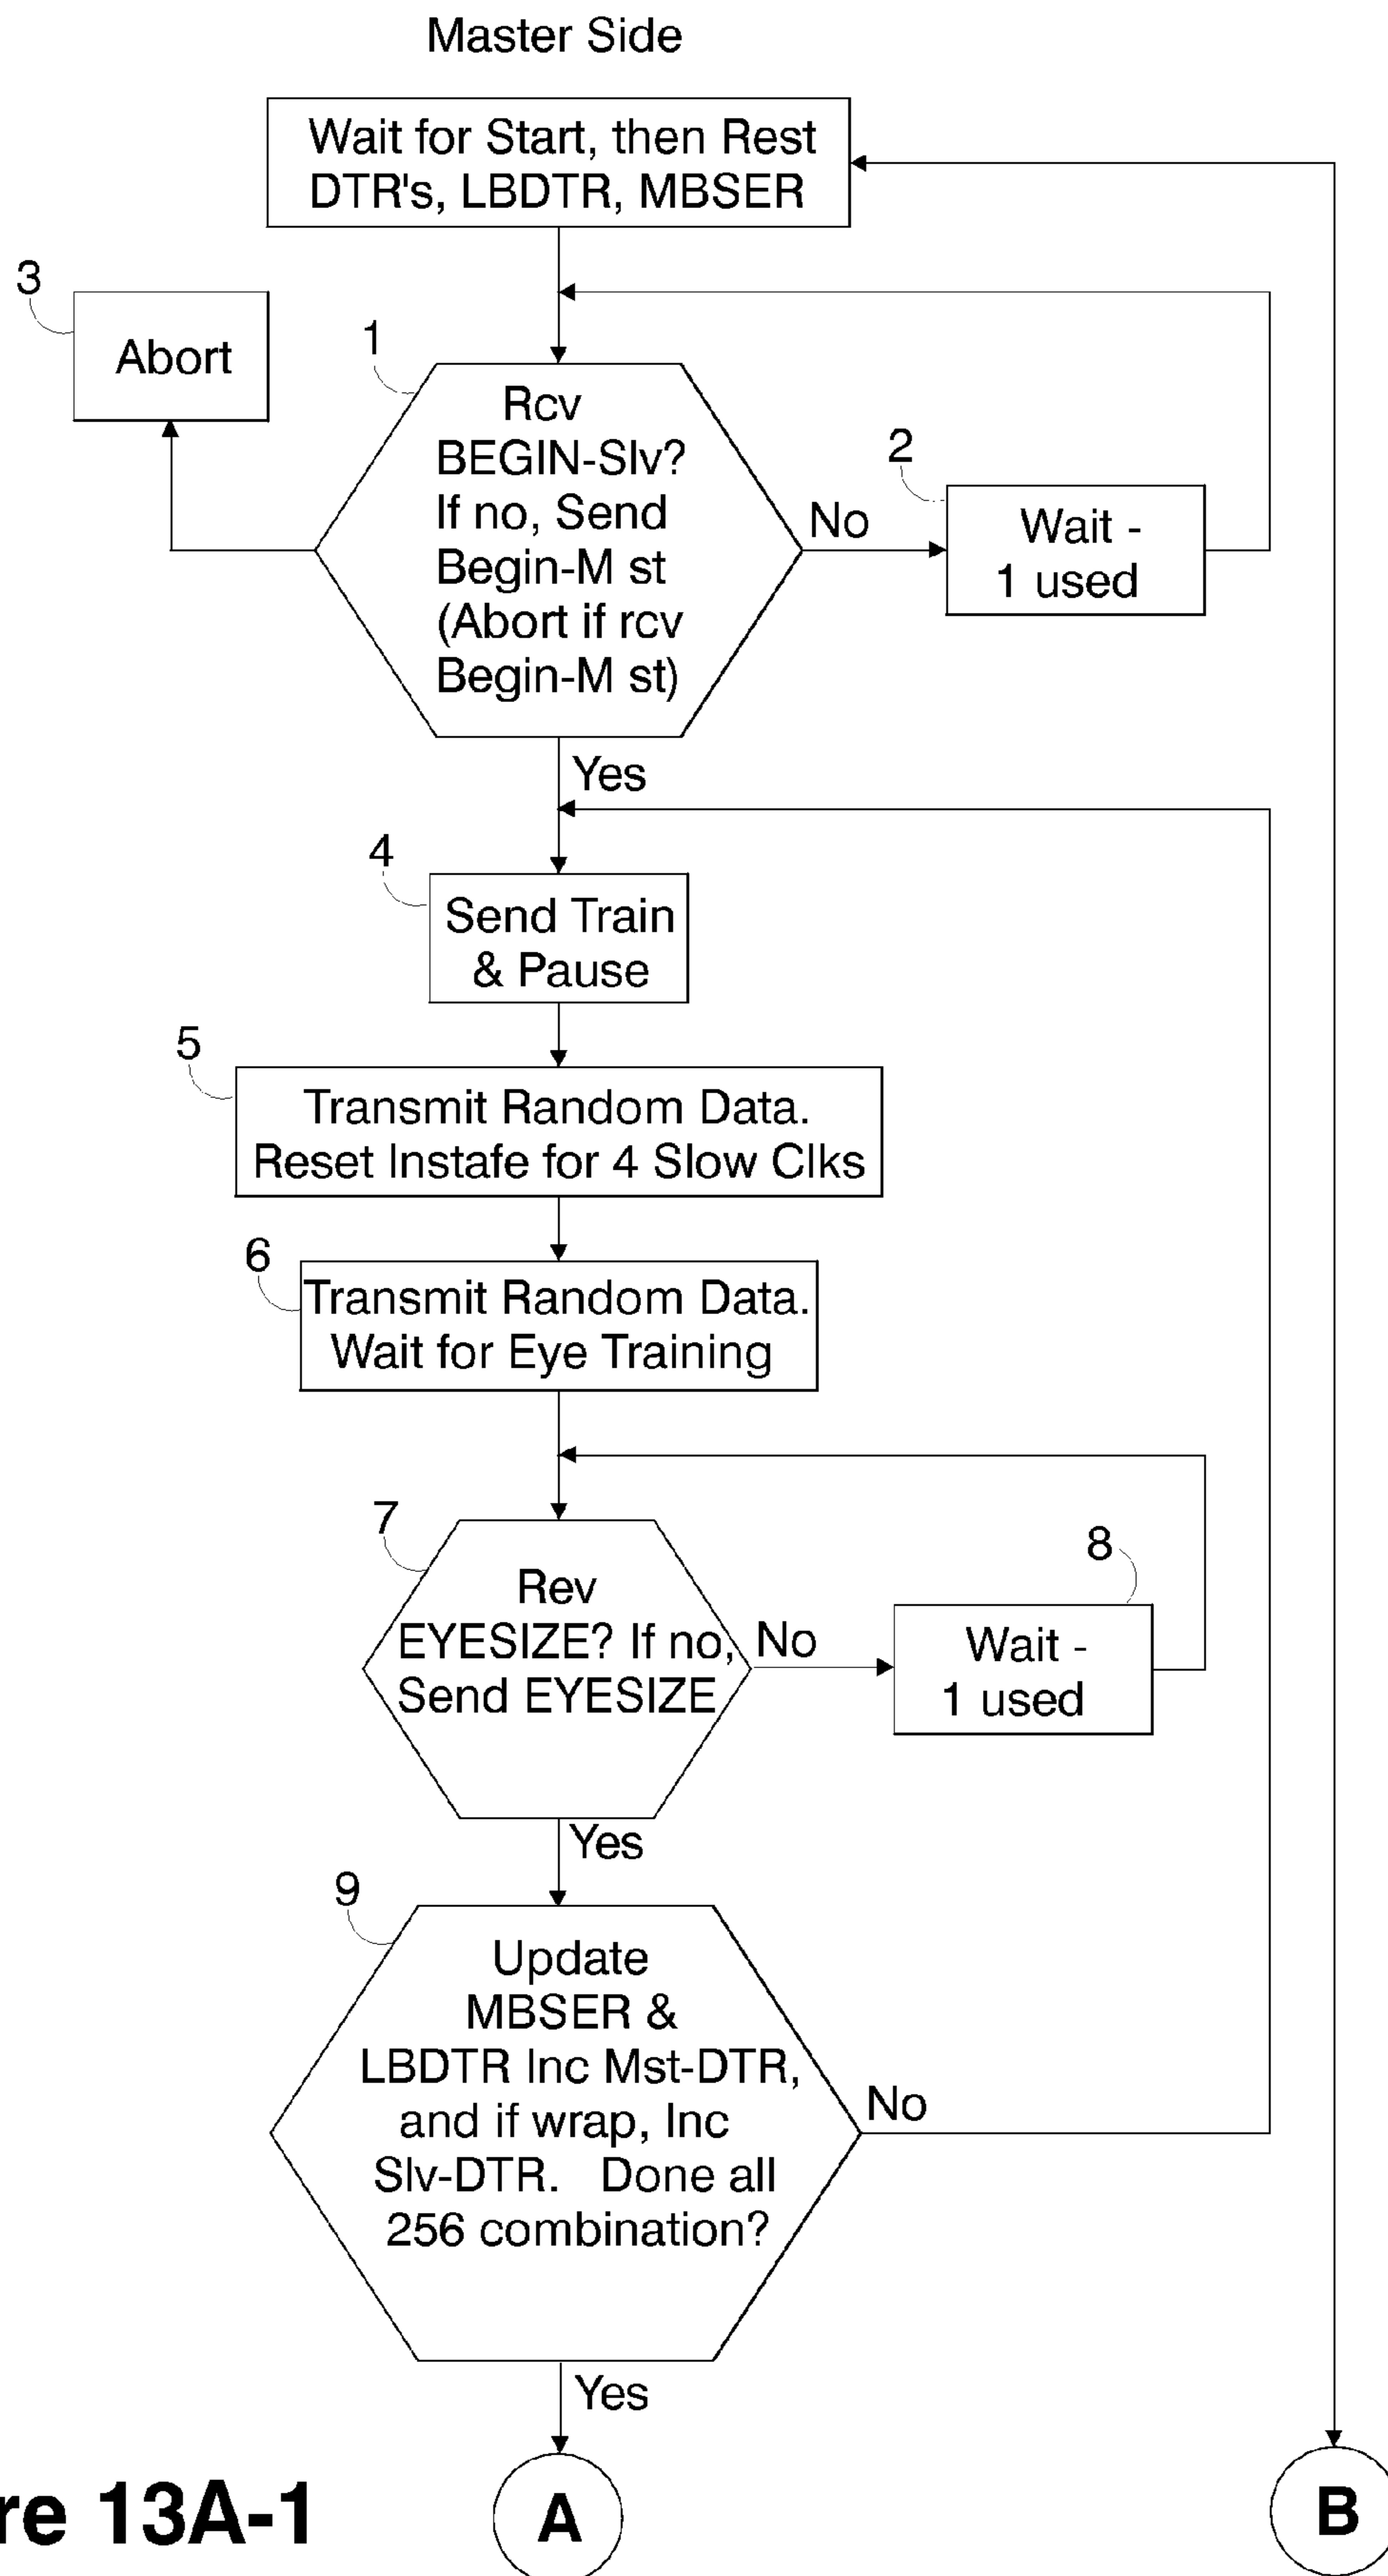 Master Side
Wait for Start, then Rest
DTR's, LBDTR, MBSER
3
Abort
1
Rcv
BEGIN-Slv?
If no, Send
Begin-M st
(Abort if rcv
Begin-M st)
No
2
Wait -
1 used
Yes
4
Send Train
& Pause
5
Transmit Random Data.
Reset Instafe for 4 Slow Clks
6
Transmit Random Data.
Wait for Eye Training
7
Rev
EYESIZE? If no,
Send EYESIZE
No
8
Wait -
1 used
Yes
9
Update
MBSER &
LBDTR Inc Mst-DTR,
and if wrap, Inc
Slv-DTR. Done all
256 combination?
No
Yes
A
B
re 13A-1